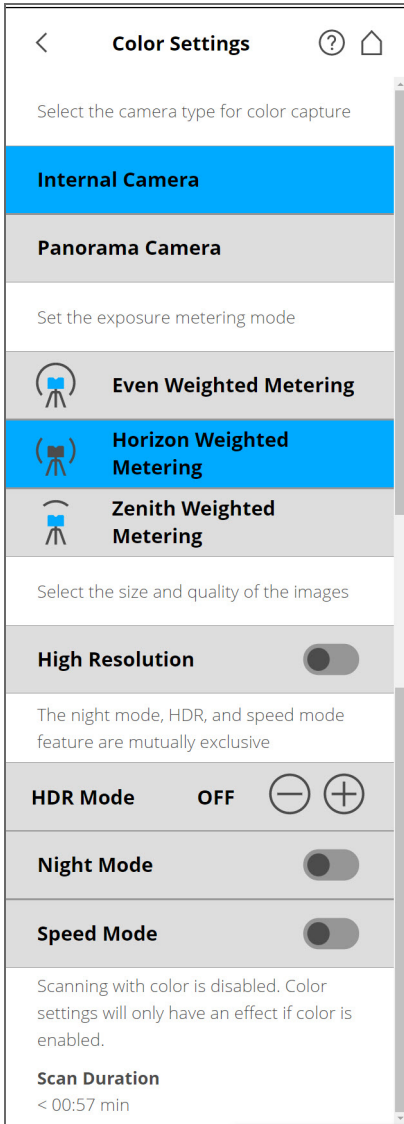 Color Settings
Select the camera type for color capture
Internal Camera
Panorama Camera
Set the exposure metering mode
Even Weighted Metering
Horizon Weighted
Metering
Zenith Weighted
Metering
Select the size and quality of the images
High Resolution
The night mode, HDR, and speed mode
feature are mutually exclusive
HDR Mode OFF
Night Mode
Speed Mode
Scanning with color is disabled. Color
settings will only have an effect if color is
enabled.
Scan Duration
< 00:57 min